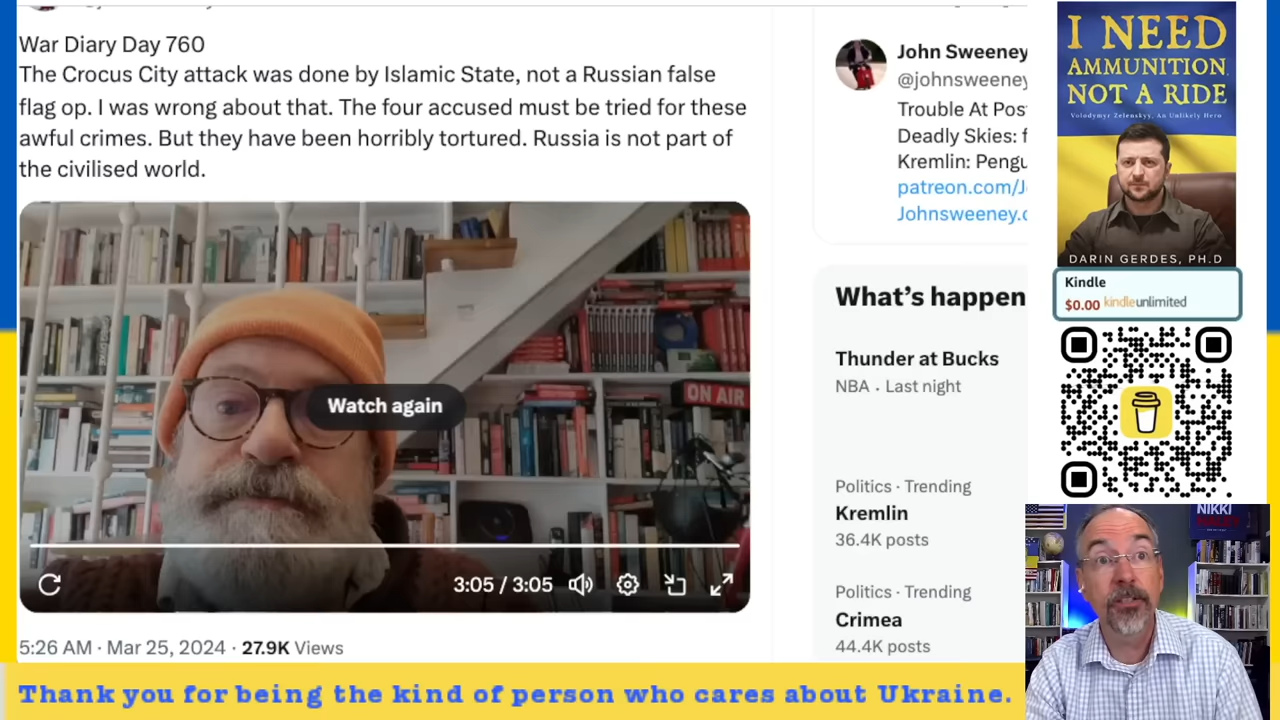 War Diary Day 760
The Crocus City attack was done by Islamic State, not a Russian false
flag op. I was wrong about that. The four accused must be tried for these
awful crimes. But they have been horribly tortured. Russia is not part of
the civilised world.
ON AIR
Watch again
3:05 / 3:05
5:26 AM · Mar 25, 2024 · 27.9K Views
John Sweeney
@johnsweeney
Trouble At Pos
Deadly Skies: f
Kremlin: Pengu
patreon.com/J
Johnsweeney.c
What's happen
Thunder at Bucks
NBA · Last night
Politics · Trending
Kremlin
36.4K posts
Politics · Trending
Crimea
44.4K posts
I NEED
AMMUNITION,
NOT A RIDE
Volodymyr Zelenskyy, An Unlikely Hero
DARIN GERDES, PH.D
Kindle
$0.00 kindleunlimited
NIKKI
Thank you for being the kind of person who cares about Ukraine.